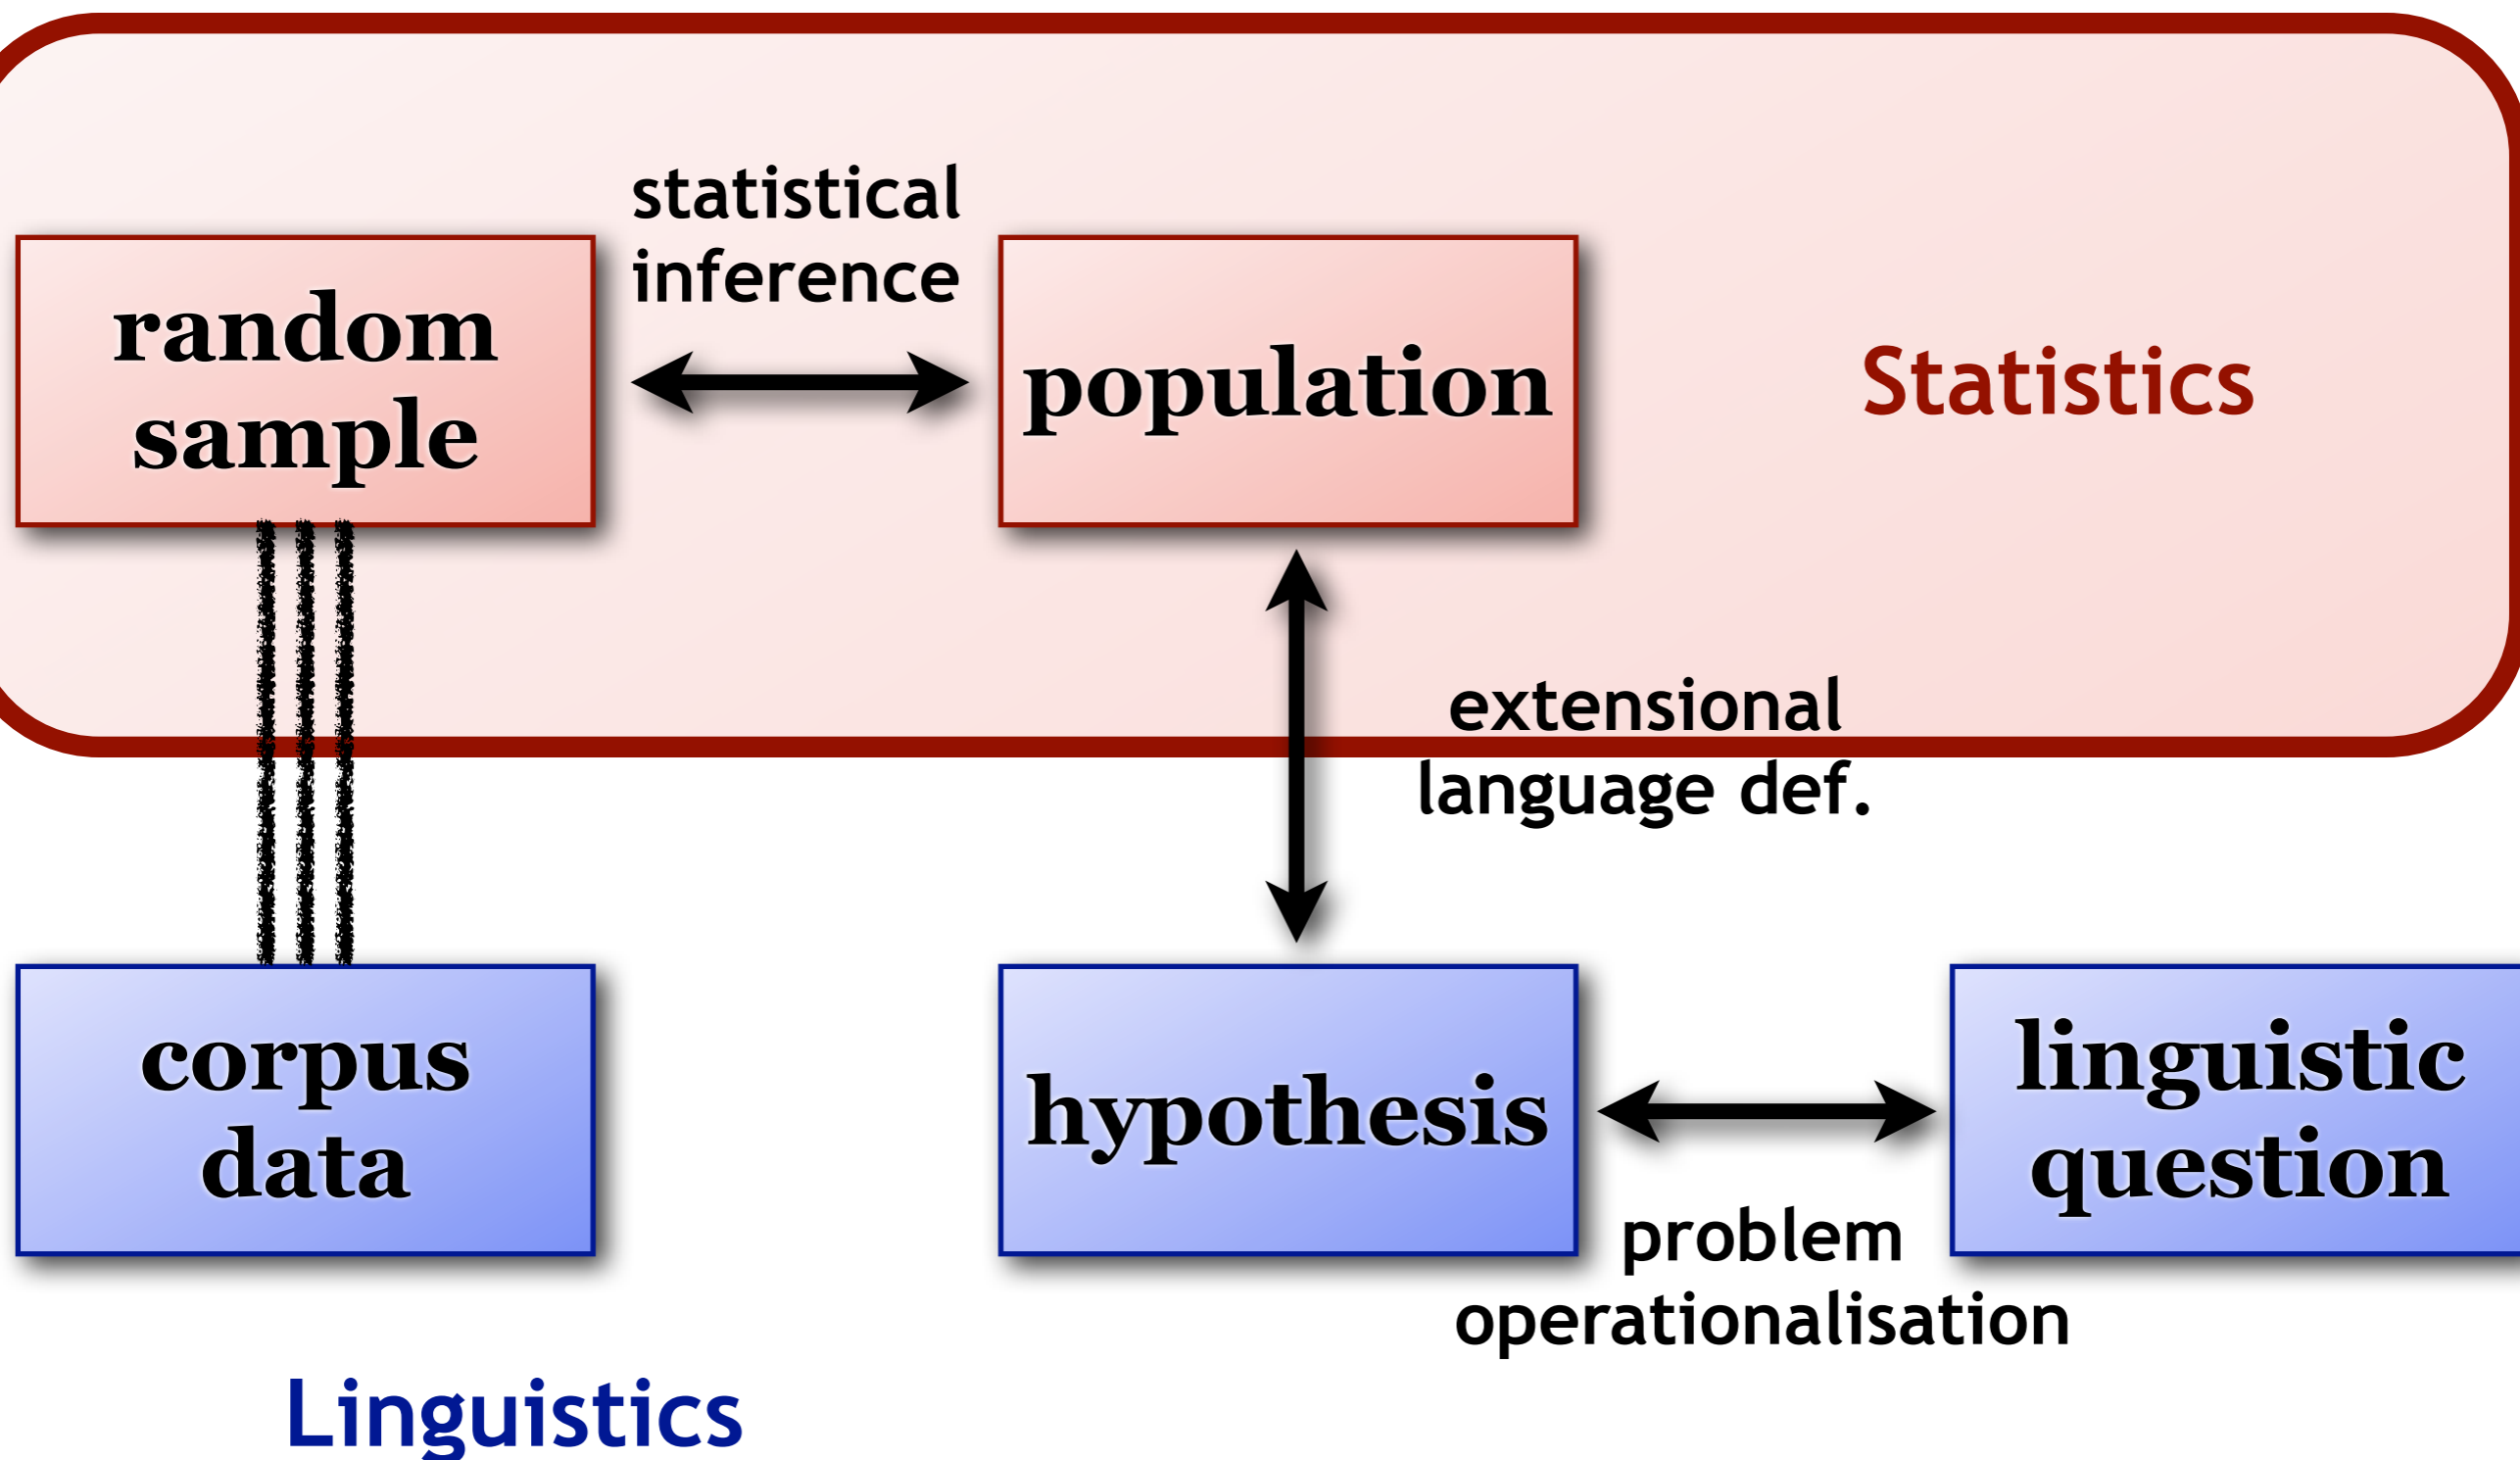 statistical
inference
random
sample
population
Statistics
extensional
language def.
corpus
data
hypothesis
linguistic
question
problem
operationalisation
Linguistics